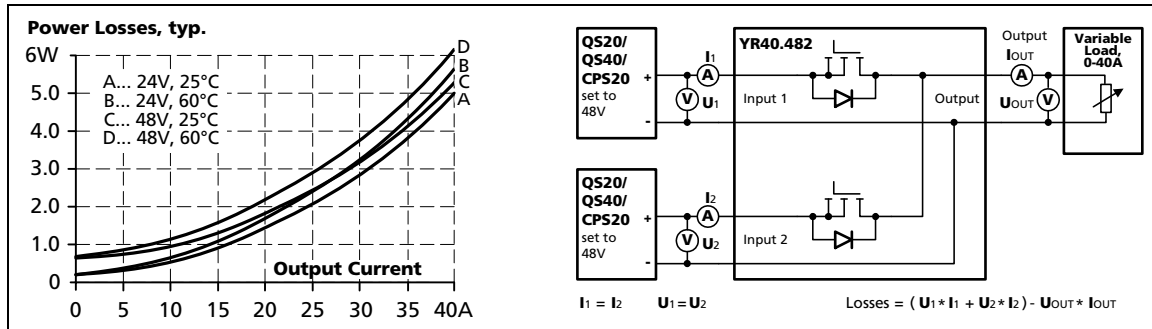 Power Losses, typ.
6W
5.0
4.0
3.0
2.0
1.0
0
A... 24V, 25°C
B... 24V, 60°C
C... 48V, 25°C
D... 48V, 60°C
D
B
C
A
Output Current
0 5 10 15 20 25 30 35 40A
QS20/
QS40/
CPS20
set to
48V
+
-
I1
A
V U1
YR40.482
Input 1
Output
Output
IOUT
A
UOUT V
Variable
Load,
0-40A
QS20/
QS40/
CPS20
set to
48V
+
-
I2
A
V U2
Input 2
I1 = I2 U1 = U2 Losses = ( U1 * I1 + U2 * I2 ) - UOUT * IOUT